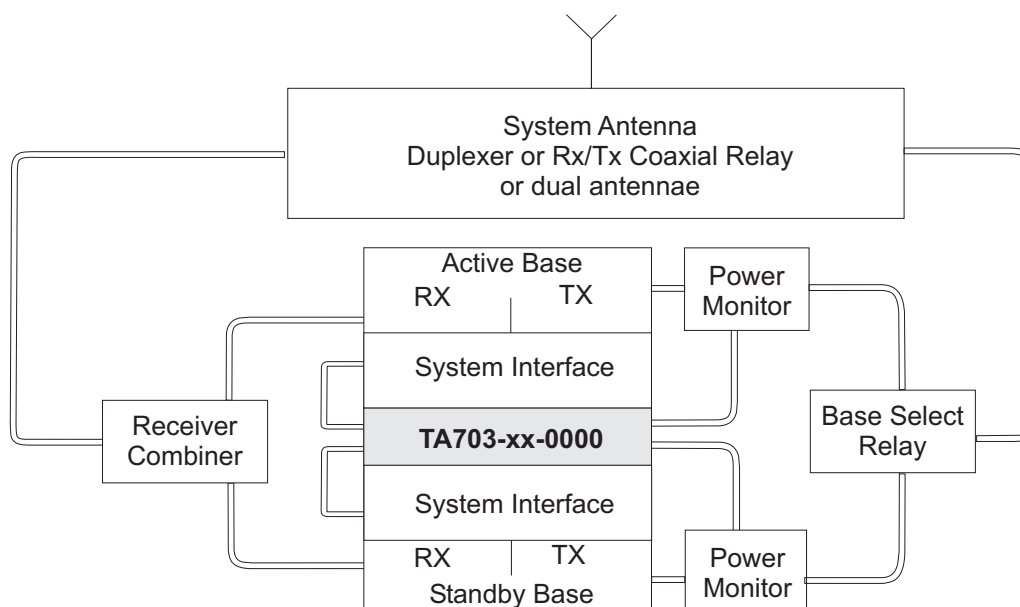 System Antenna
Duplexer or Rx/Tx Coaxial Relay
or dual antennae
Active Base
RX
TX
Power
Monitor
System Interface
Receiver
Combiner
TA703-xx-0000
Base Select
Relay
System Interface
RX
TX
Standby Base
Power
Monitor